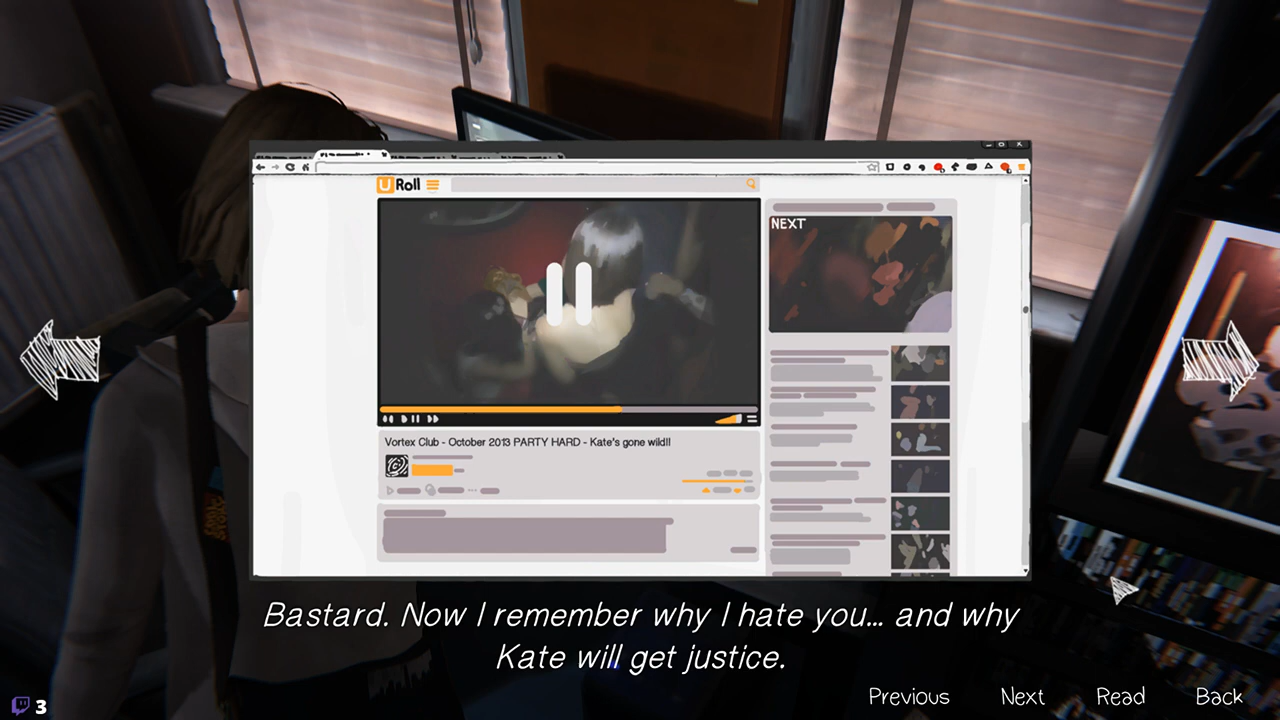 U Roll
NEXT
Vortex Club - October 2013 PARTY HARD - Kate's gone wild!!
Bastard. Now I remember why I hate you... and why
Kate will get justice.
3
Previous Next Read Back